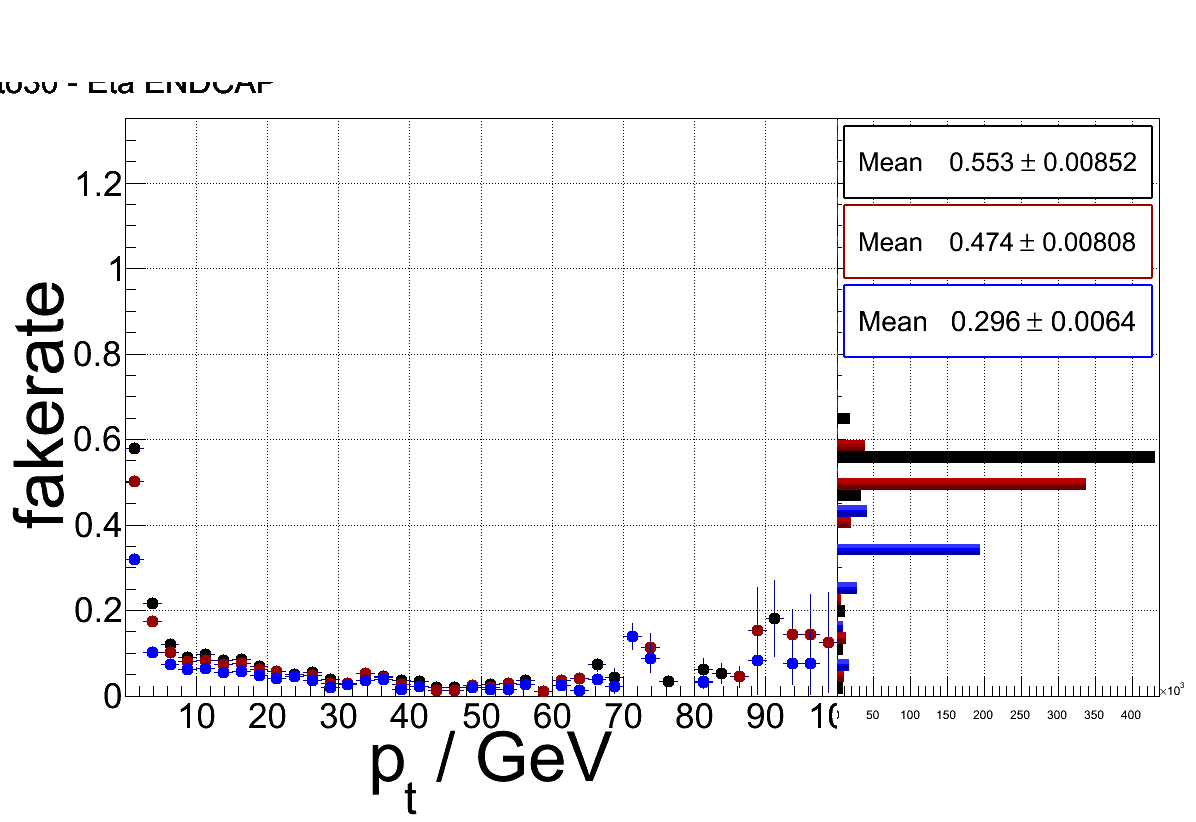 - Eta ENDCAP
Mean 0.553 ± 0.00852
Mean 0.474 ± 0.00808
Mean 0.296 ± 0.0064
fakerate
1.2
1
0.8
0.6
0.4
0.2
0
10 20 30 40 50 60 70 80 90
50 100 150 200 250 300 350 400
×10³
p_t / GeV